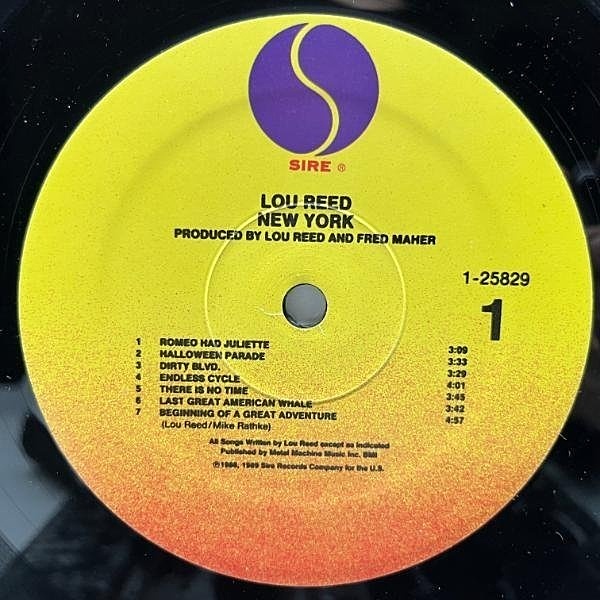 SIRE ®
LOU REED
NEW YORK
PRODUCED BY LOU REED AND FRED MAHER
1-25829
1
1 ROMEO HAD JULIETTE 3:09
2 HALLOWEEN PARADE 3:33
3 DIRTY BLVD. 3:29
4 ENDLESS CYCLE 4:01
5 THERE IS NO TIME 3:45
6 LAST GREAT AMERICAN WHALE 3:42
7 BEGINNING OF A GREAT ADVENTURE 4:57
(Lou Reed/Mike Rathke)
All Songs Written by Lou Reed except as indicated
Published by Metal Machine Music Inc. BMI
℗1988, 1989 Sire Records Company for the U.S.